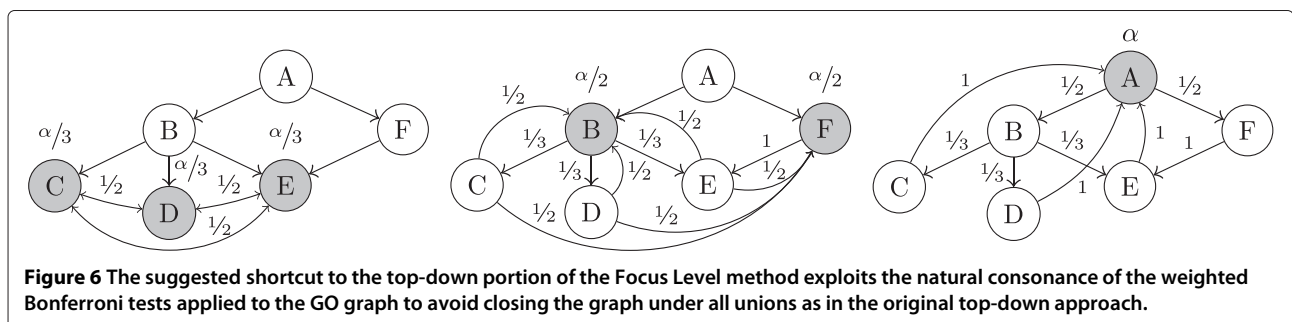 A
B
F
α/3
α/3
α/3
C
D
E
½
½
½
A
B
F
α/2
α/2
C
D
E
½
⅓
⅓
⅓
½
½
1
½
½
½
α
A
B
F
C
D
E
1
½
½
⅓
⅓
⅓
1
1
1
Figure 6 The suggested shortcut to the top-down portion of the Focus Level method exploits the natural consonance of the weighted
Bonferroni tests applied to the GO graph to avoid closing the graph under all unions as in the original top-down approach.